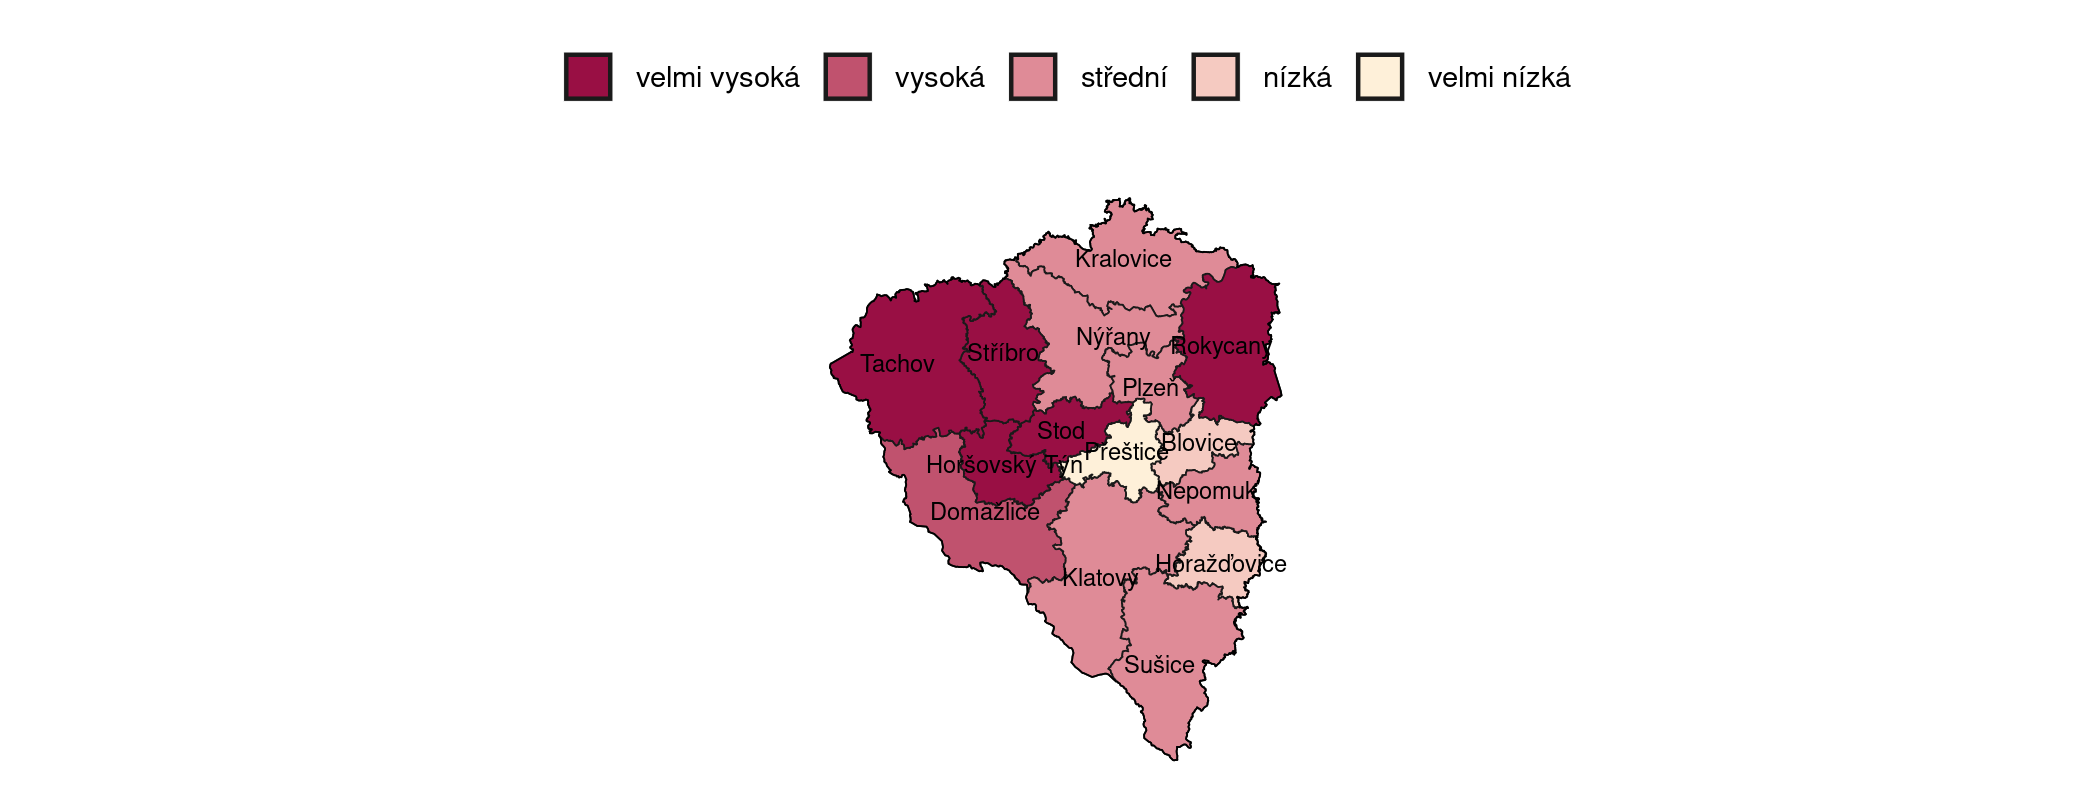 velmi vysoká
vysoká
střední
nízká
velmi nízká
Kralovice
Nýřany
Rokycany
Stříbro
Tachov
Plzeň
Stod
Blovice
Přeštice
Horšovský Týn
Nepomuk
Domažlice
Horažďovice
Klatovy
Sušice